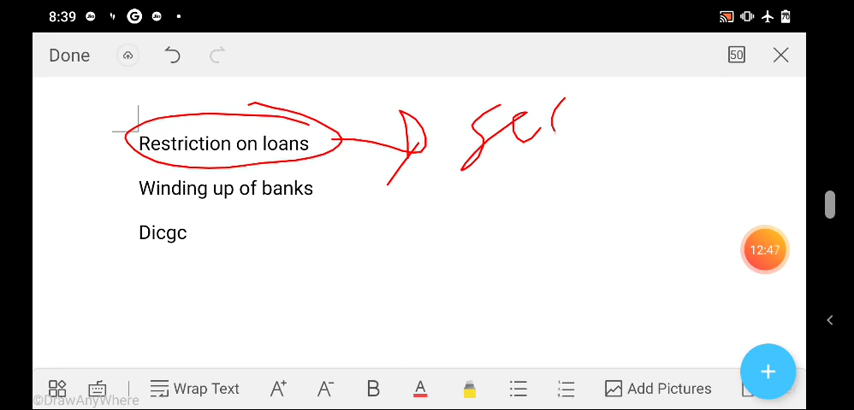 8:39
70
Done
50
Restriction on loans
Winding up of banks
Dicgc
12:47
Wrap Text
A+ A- B A
Add Pictures
©DrawAnyWhere